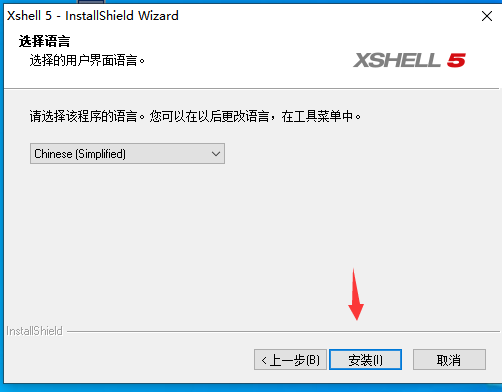 Xshell 5 - InstallShield Wizard
选择语言
选择的用户界面语言。
XSHELL 5
请选择该程序的语言。您可以在以后更改语言，在工具菜单中。
Chinese (Simplified)
InstallShield
< 上一步(B)
安装(I)
取消